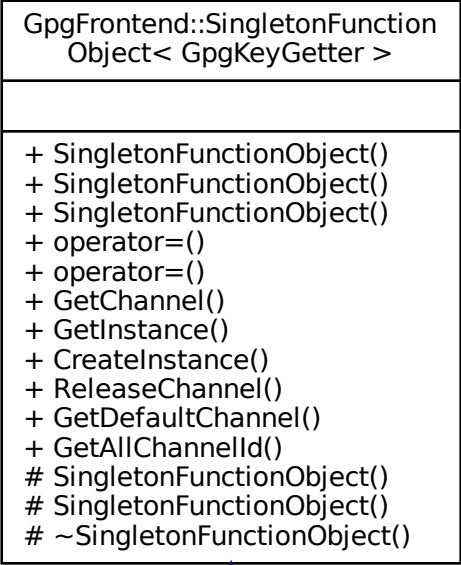 GpgFrontend::SingletonFunction
Object< GpgKeyGetter >
+ SingletonFunctionObject()
+ SingletonFunctionObject()
+ SingletonFunctionObject()
+ operator=()
+ operator=()
+ GetChannel()
+ GetInstance()
+ CreateInstance()
+ ReleaseChannel()
+ GetDefaultChannel()
+ GetAllChannelId()
# SingletonFunctionObject()
# SingletonFunctionObject()
# ~SingletonFunctionObject()